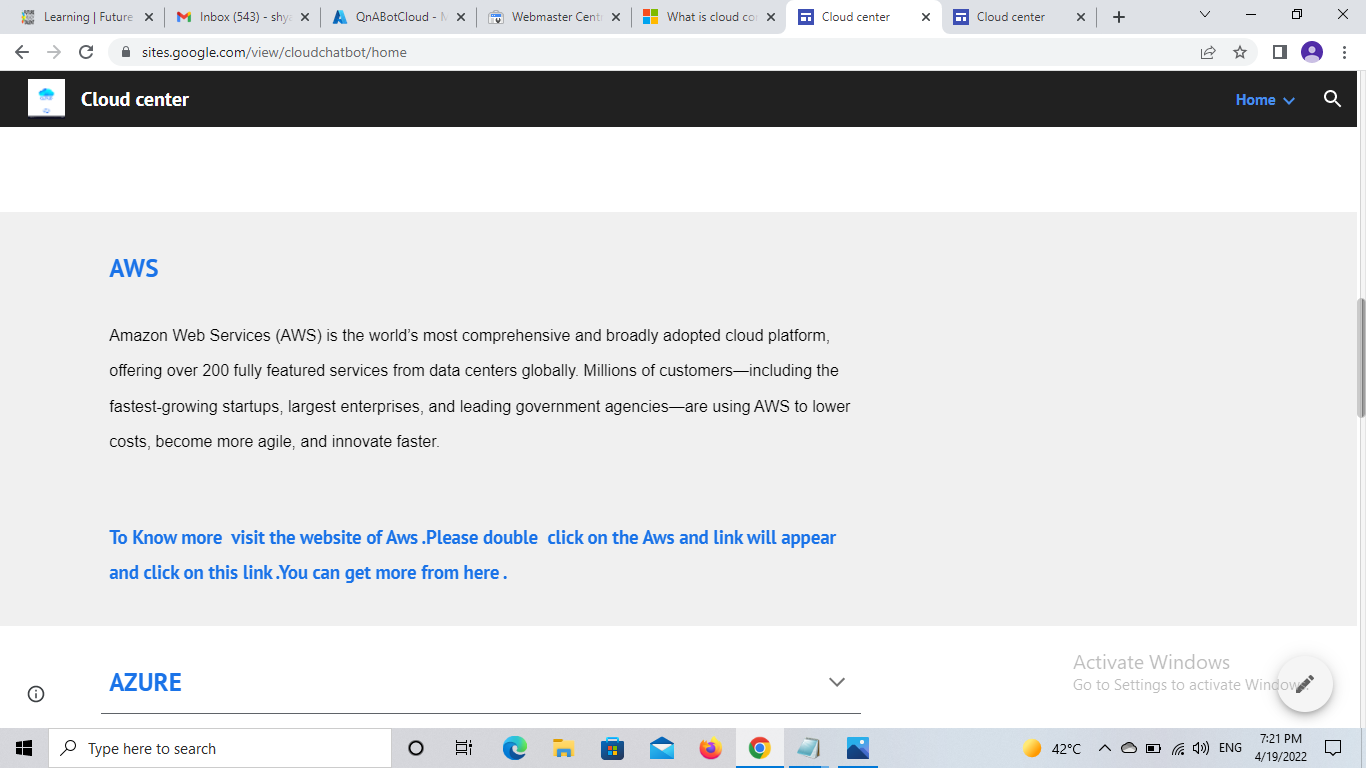 Learning | Future
Inbox (543) - shya
QnABotCloud - M
Webmaster Cent
What is cloud co
Cloud center
Cloud center
sites.google.com/view/cloudchatbot/home
Cloud center
Home
AWS
Amazon Web Services (AWS) is the world's most comprehensive and broadly adopted cloud platform,
offering over 200 fully featured services from data centers globally. Millions of customers—including the
fastest-growing startups, largest enterprises, and leading government agencies—are using AWS to lower
costs, become more agile, and innovate faster.
To Know more  visit the website of Aws .Please double  click on the Aws and link will appear
and click on this link .You can get more from here .
AZURE
Activate Windows
Go to Settings to activate Windows.
Type here to search
42°C
ENG
7:21 PM
4/19/2022